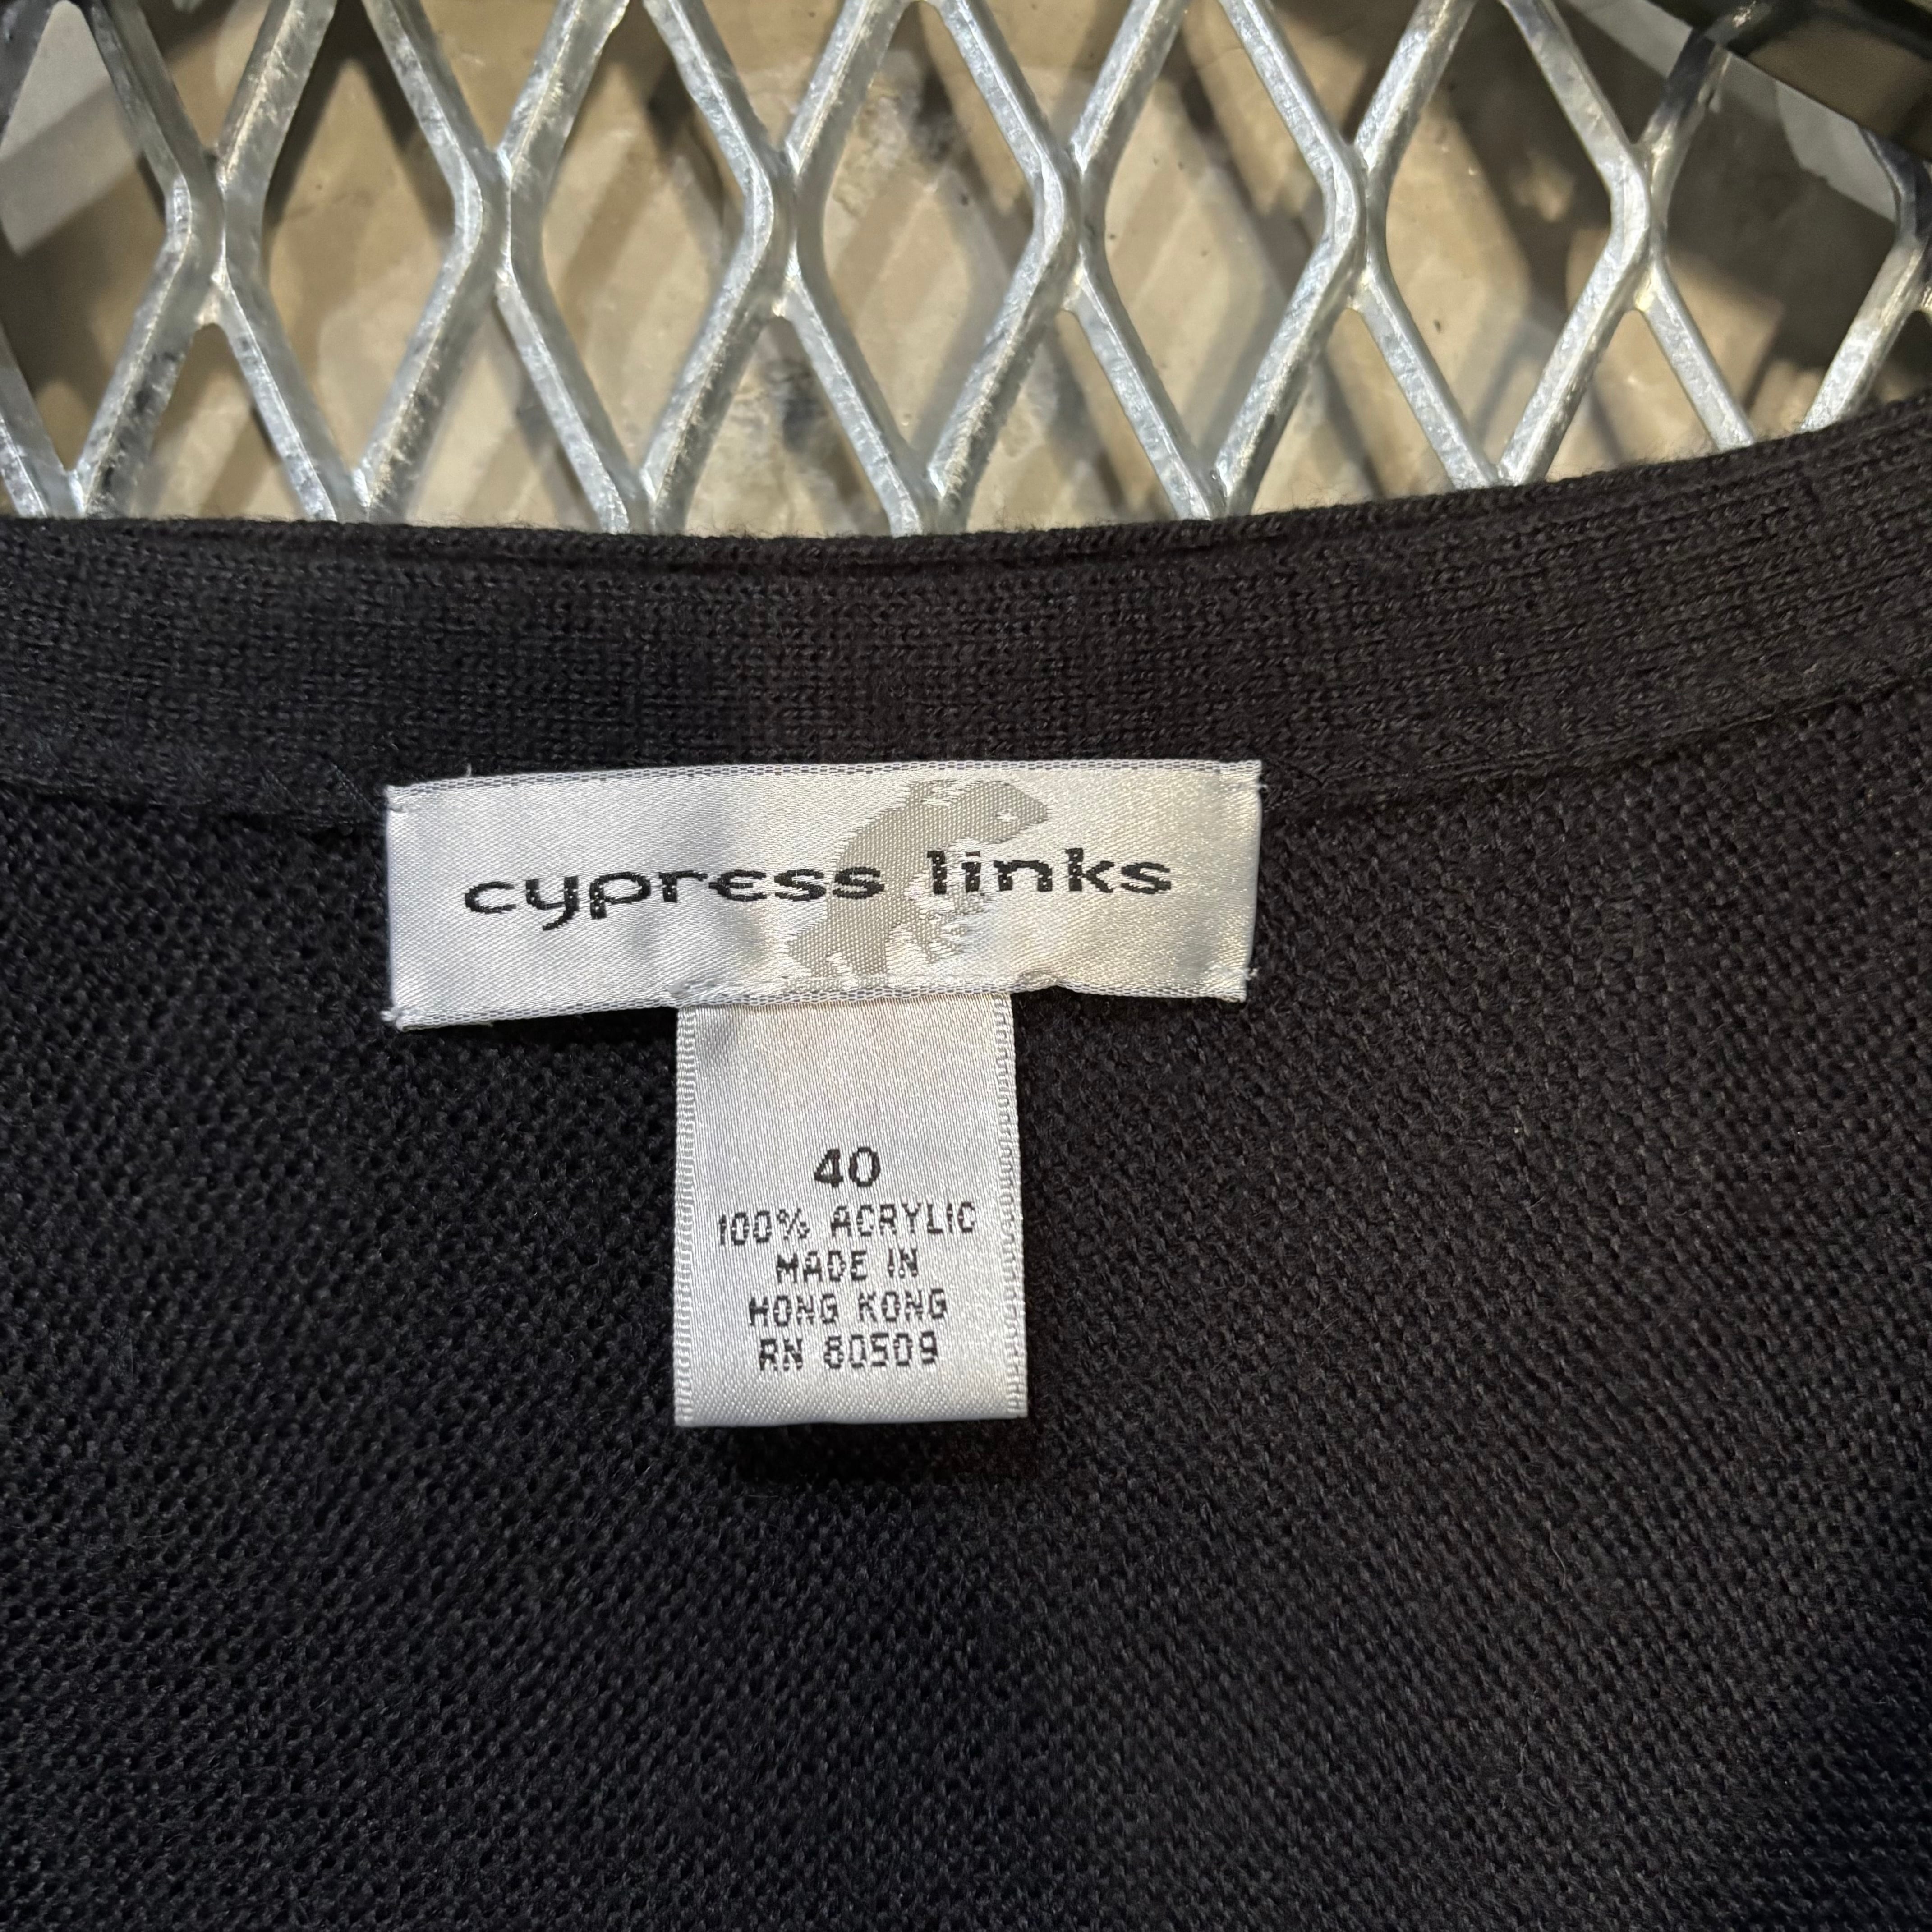 cypress links
40
100% ACRYLIC
MADE IN
HONG KONG
RN 80509